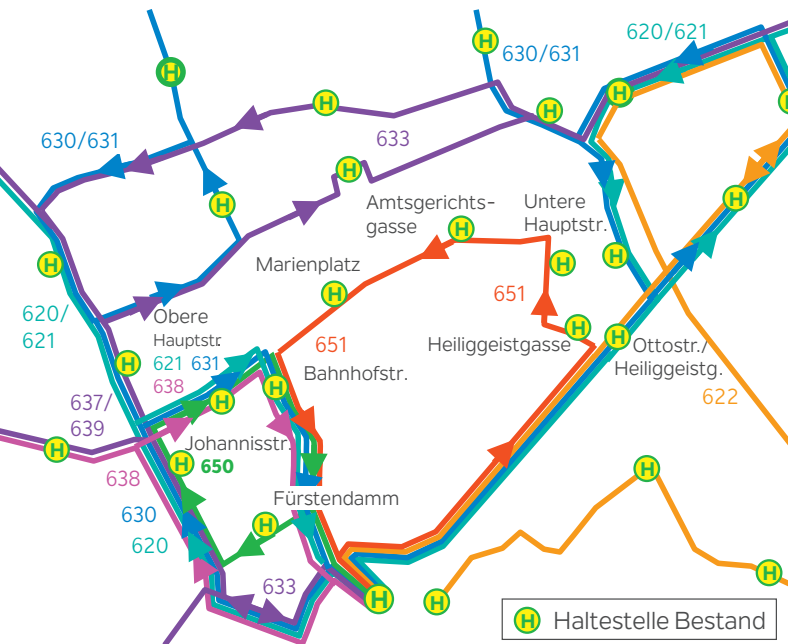 620/621
630/631
H
H
H
H
H
H
630/631
633
H
Amtsgerichts-
gasse
Untere
Hauptstr.
H
H
H
H
H
H
Marienplatz
H
651
620/
621
Obere
Hauptstr.
621 631
638
651
Heiliggeistgasse
H
H
Ottostr./
Heiliggeistg.
H
Bahnhofstr.
H
H
622
637/
639
H
Johannisstr.
H
650
638
H
Fürstendamm
630
620
H
633
H
H
H
H Haltestelle Bestand